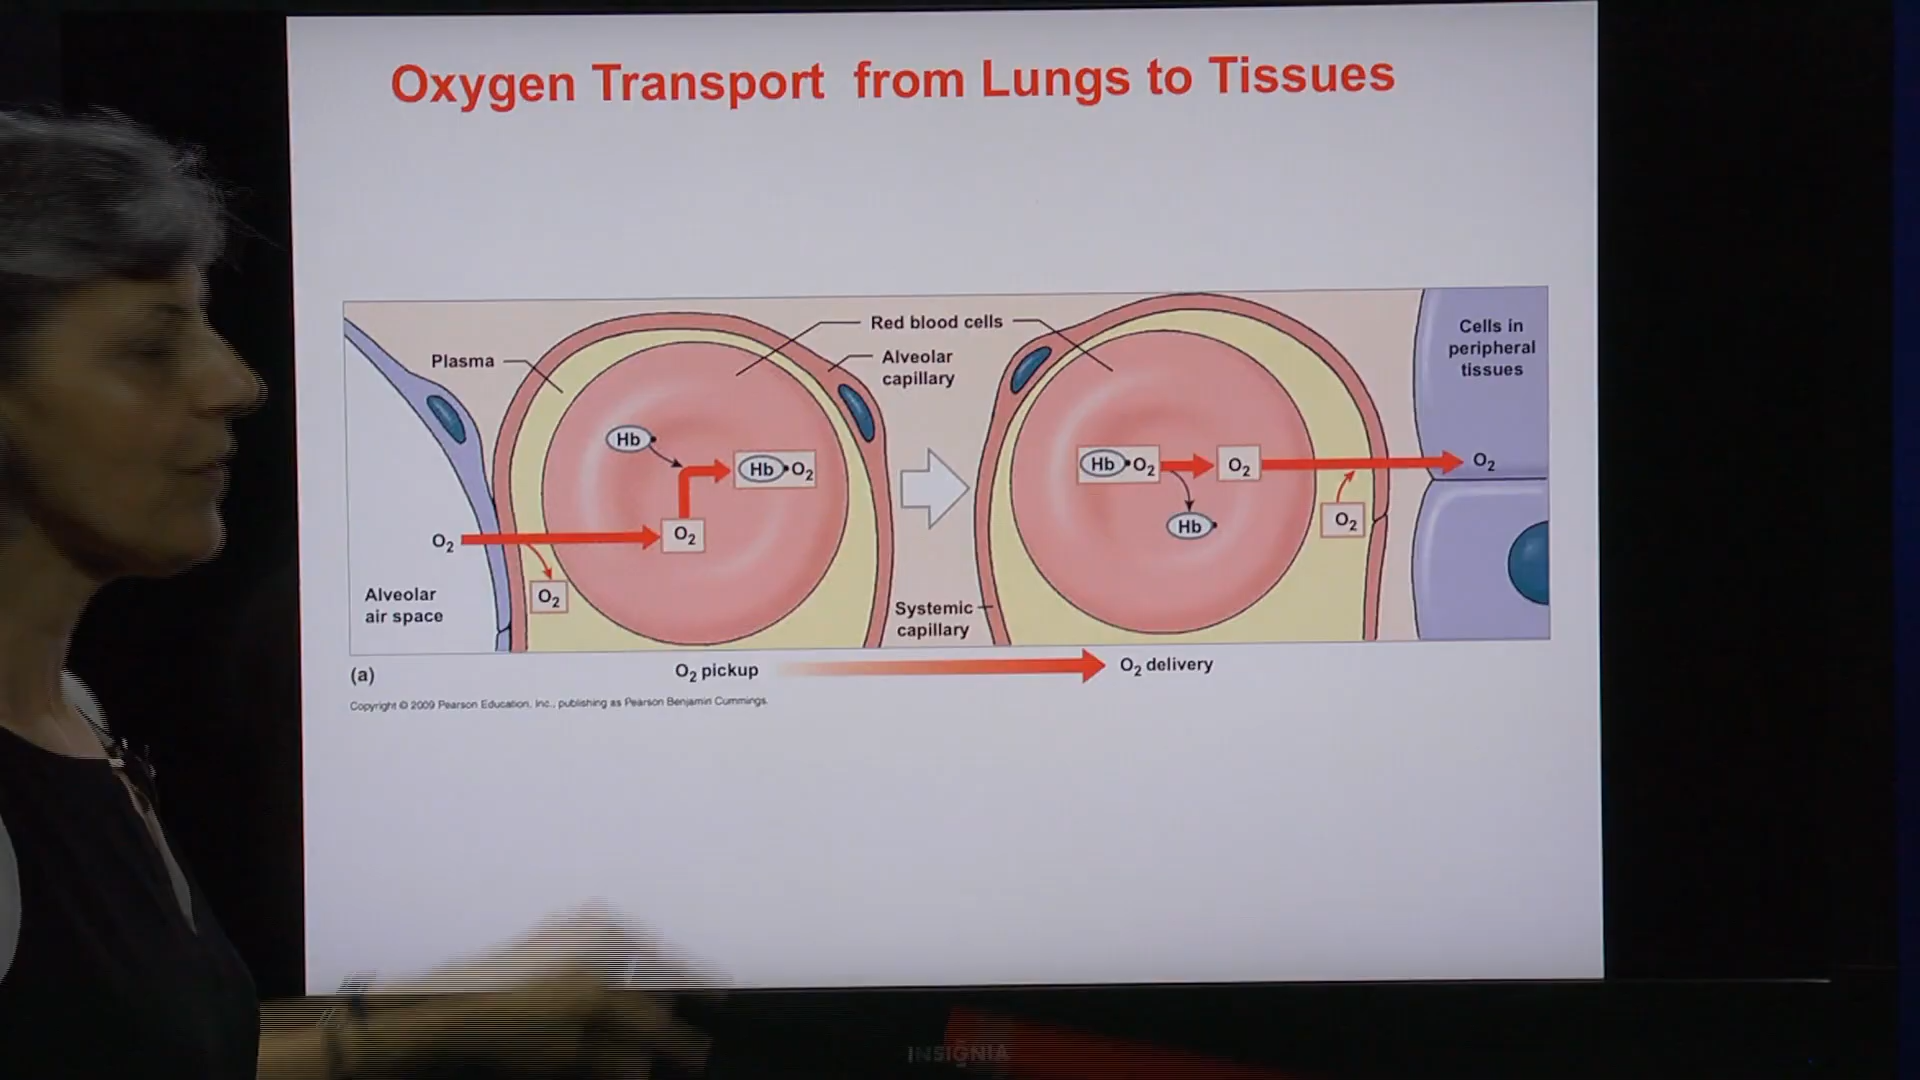 Oxygen Transport from Lungs to Tissues
Red blood cells
Cells in
peripheral
tissues
Plasma
Alveolar
capillary
Hb
Hb O₂
O₂
O₂
O₂
Alveolar
air space
Hb O₂
O₂
O₂
Hb
O₂
Systemic
capillary
(a)
O₂ pickup
O₂ delivery
Copyright © 2009 Pearson Education, Inc., publishing as Pearson Benjamin Cummings.
INSIGNIA